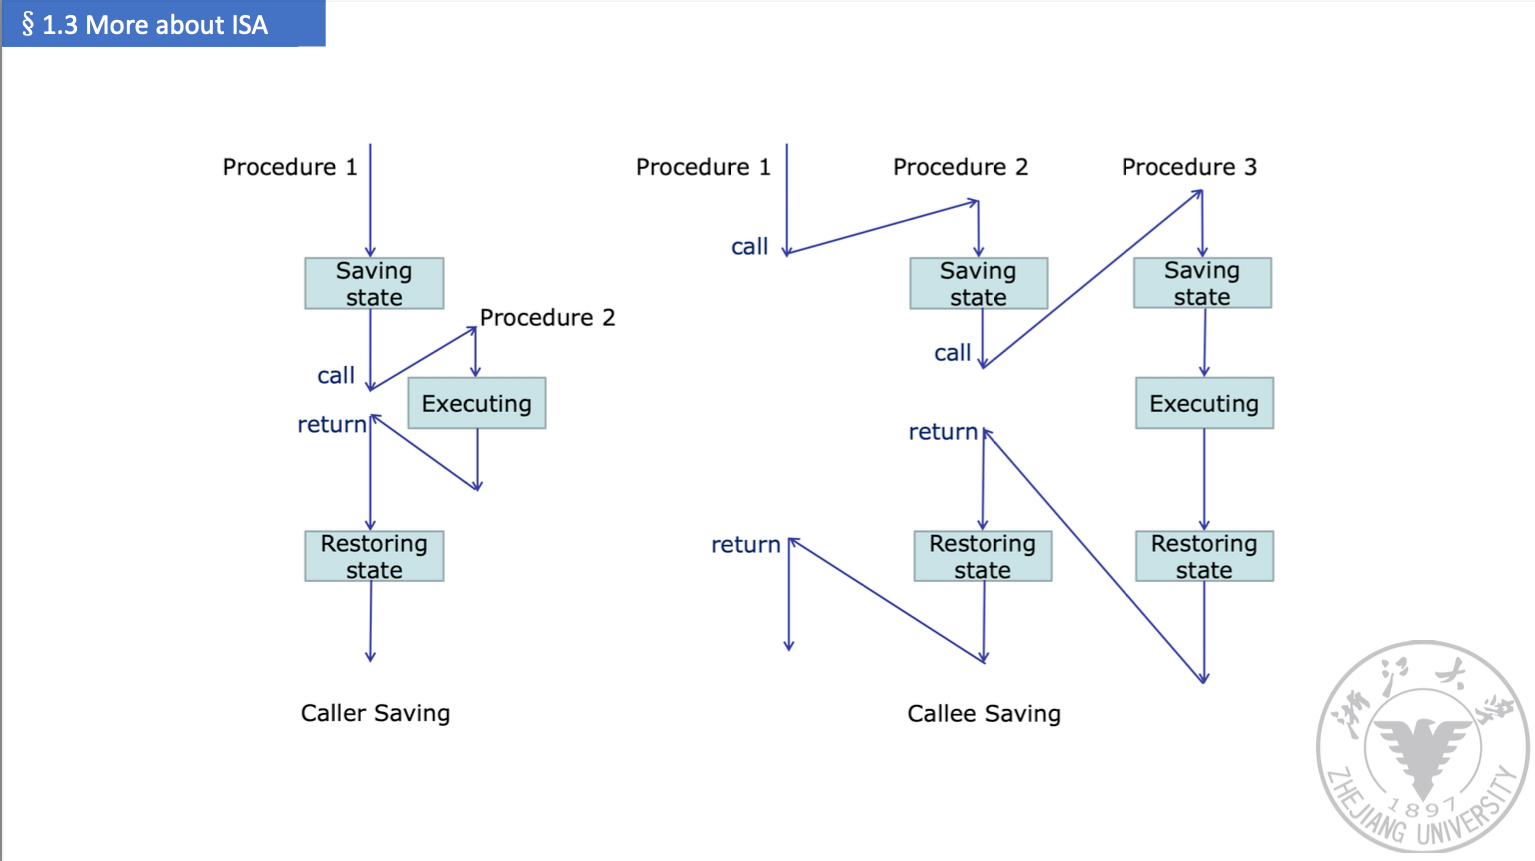 § 1.3 More about ISA
Procedure 1
Saving
state
Procedure 2
call
Executing
return
Restoring
state
Caller Saving
Procedure 1
Procedure 2
Procedure 3
call
Saving
state
Saving
state
call
Executing
return
return
Restoring
state
Restoring
state
Callee Saving
浙江大学
1897
ZHEJIANG UNIVERSITY